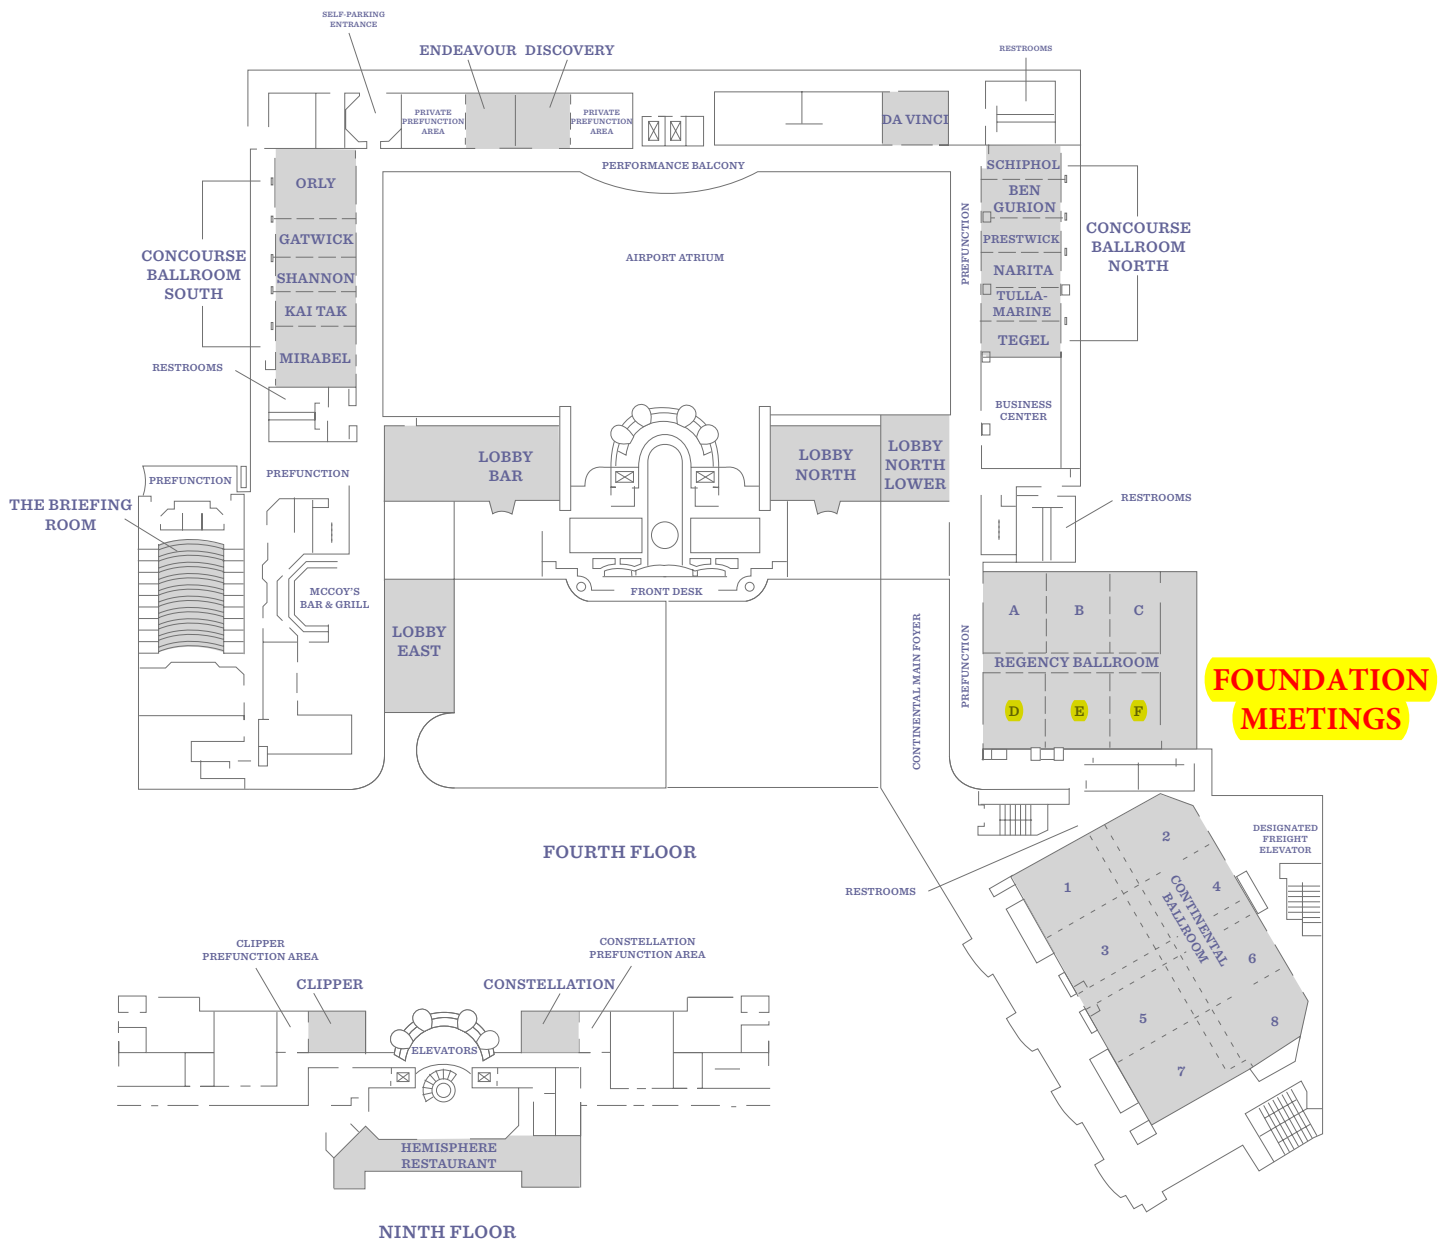 SELF-PARKING
ENTRANCE
ENDEAVOUR DISCOVERY
RESTROOMS
PRIVATE
PREFUNCTION
AREA
PRIVATE
PREFUNCTION
AREA
DA VINCI
PERFORMANCE BALCONY
ORLY
GATWICK
SHANNON
KAI TAK
MIRABEL
CONCOURSE
BALLROOM
SOUTH
RESTROOMS
AIRPORT ATRIUM
PREFUNCTION
SCHIPHOL
BEN
GURION
PRESTWICK
NARITA
TULLA-
MARINE
TEGEL
CONCOURSE
BALLROOM
NORTH
BUSINESS
CENTER
LOBBY
BAR
LOBBY
NORTH
LOBBY
NORTH
LOWER
PREFUNCTION
PREFUNCTION
THE BRIEFING
ROOM
RESTROOMS
MCCOY'S
BAR & GRILL
FRONT DESK
LOBBY
EAST
CONTINENTAL MAIN FOYER
PREFUNCTION
A
B
C
REGENCY BALLROOM
D
E
F
FOUNDATION
MEETINGS
FOURTH FLOOR
RESTROOMS
DESIGNATED
FREIGHT
ELEVATOR
1
2
3
4
5
6
7
8
CONTINENTAL
BALLROOM
CLIPPER
PREFUNCTION AREA
CLIPPER
CONSTELLATION
PREFUNCTION AREA
CONSTELLATION
ELEVATORS
HEMISPHERE
RESTAURANT
NINTH FLOOR